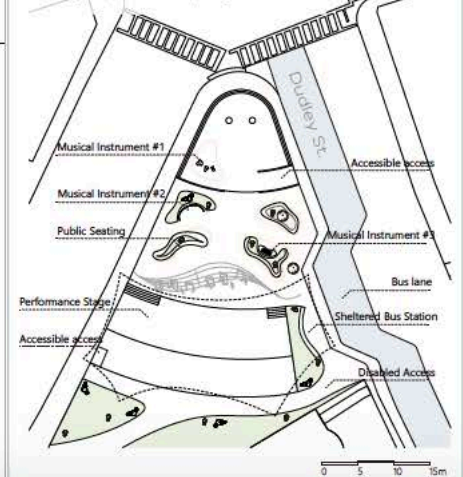 Dudley St.
Musical Instrument #1
Accessible access
Musical Instrument #2
Public Seating
Musical Instrument #3
Bus lane
Performance Stage
Sheltered Bus Station
Accessible access
Disabled Access
0 5 10 15m